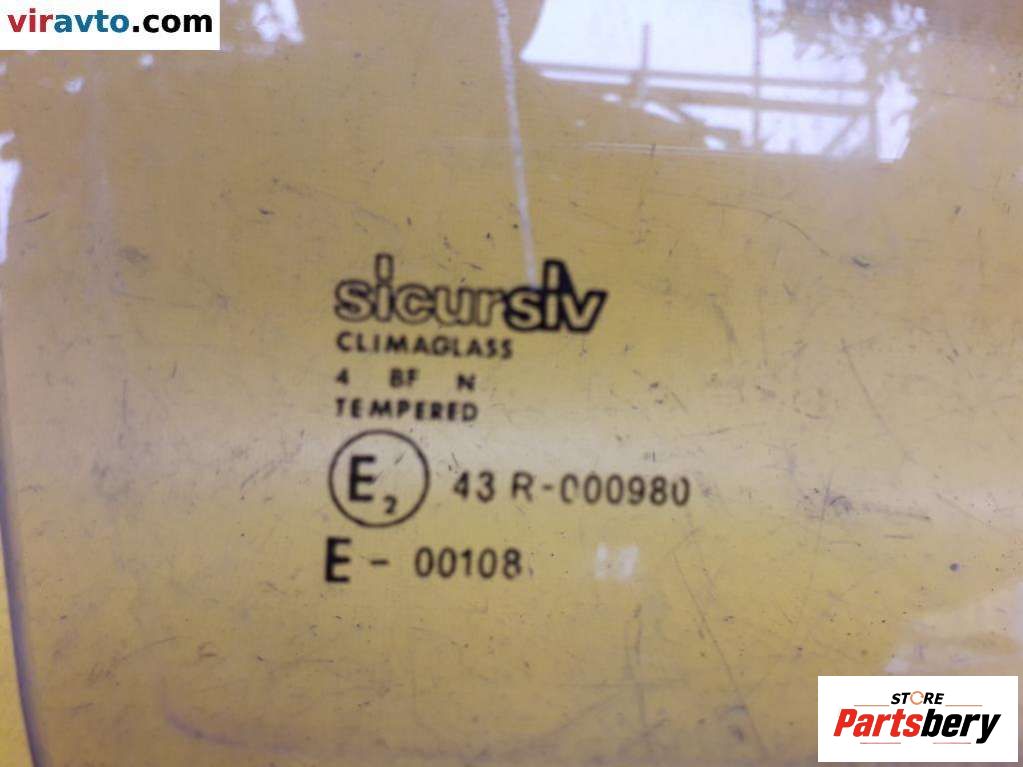 viravto.com
sicursiv
CLIMAGLASS
4 BF N
TEMPERED
E2 43 R-000980
E - 00108
STORE
Partsbery